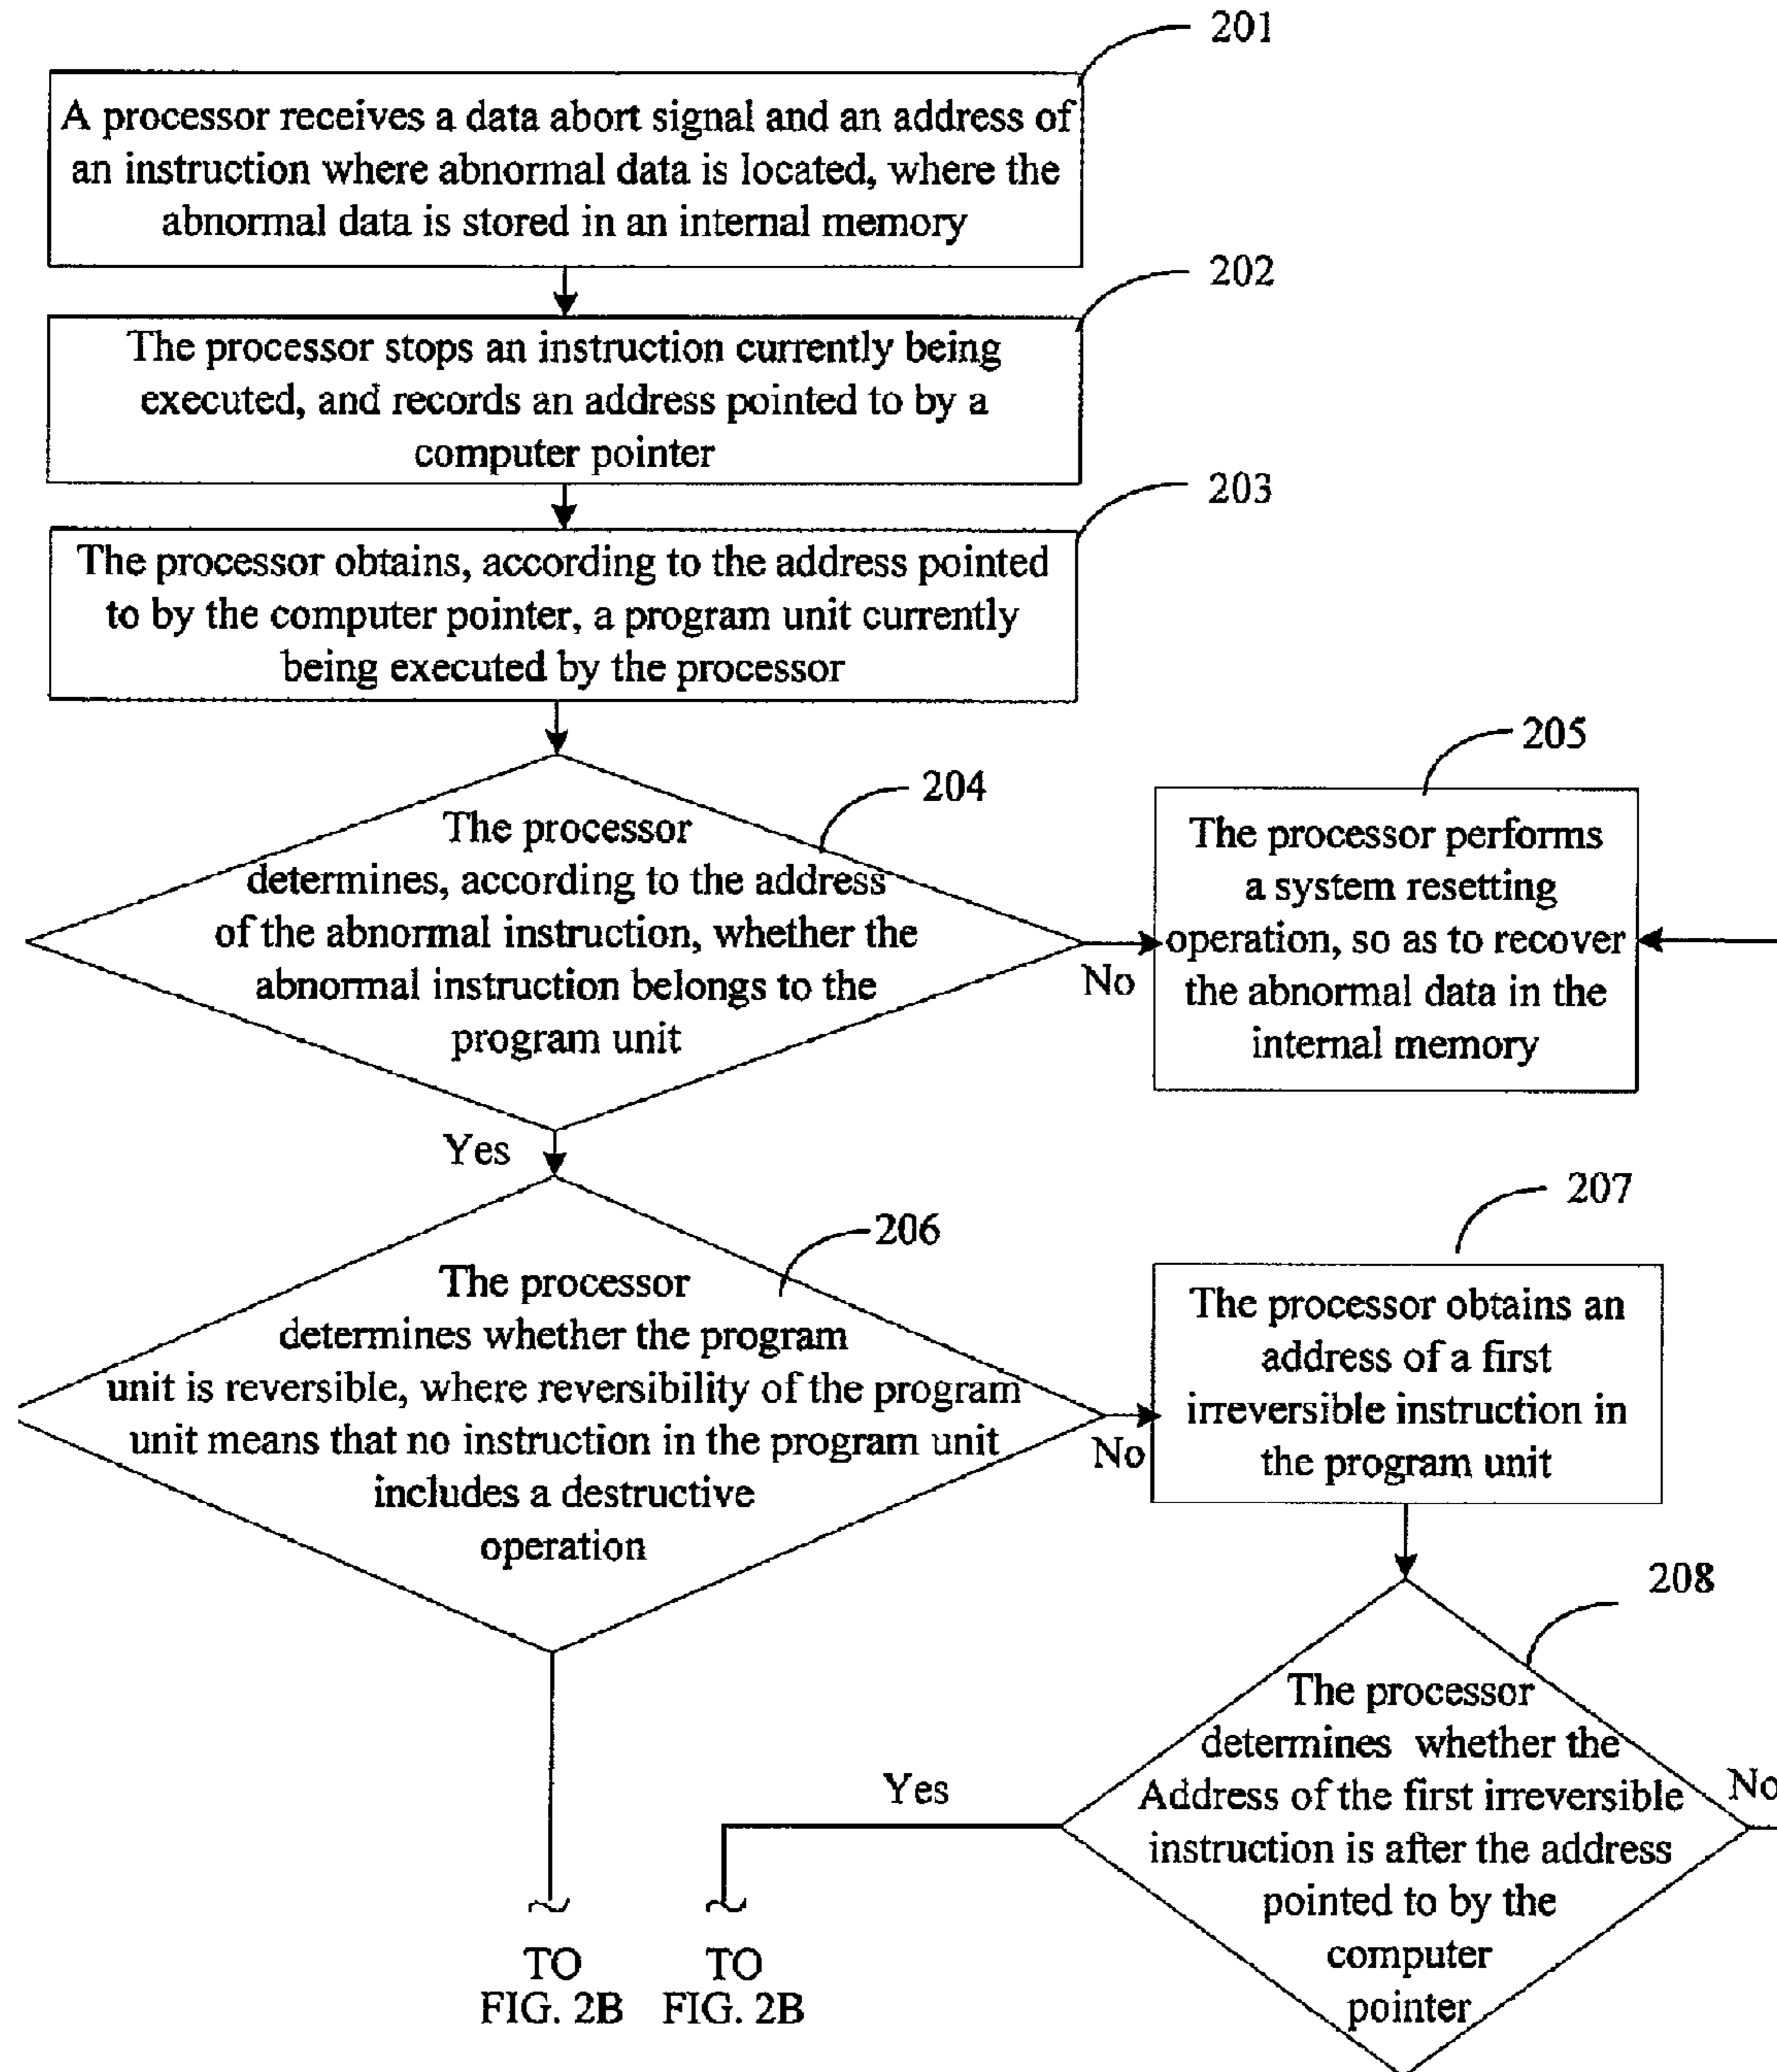 201
A processor receives a data abort signal and an address of
an instruction where abnormal data is located, where the
abnormal data is stored in an internal memory
202
The processor stops an instruction currently being
executed, and records an address pointed to by a
computer pointer
203
The processor obtains, according to the address pointed
to by the computer pointer, a program unit currently
being executed by the processor
204
The processor
determines, according to the address
of the abnormal instruction, whether the
abnormal instruction belongs to the
program unit
No
Yes
205
The processor performs
a system resetting
operation, so as to recover
the abnormal data in the
internal memory
206
The processor
determines whether the program
unit is reversible, where reversibility of the program
unit means that no instruction in the program unit
includes a destructive
operation
No
207
The processor obtains an
address of a first
irreversible instruction in
the program unit
208
The processor
determines whether the
Address of the first irreversible
instruction is after the address
pointed to by the
computer
pointer
Yes
No
TO
FIG. 2B
TO
FIG. 2B